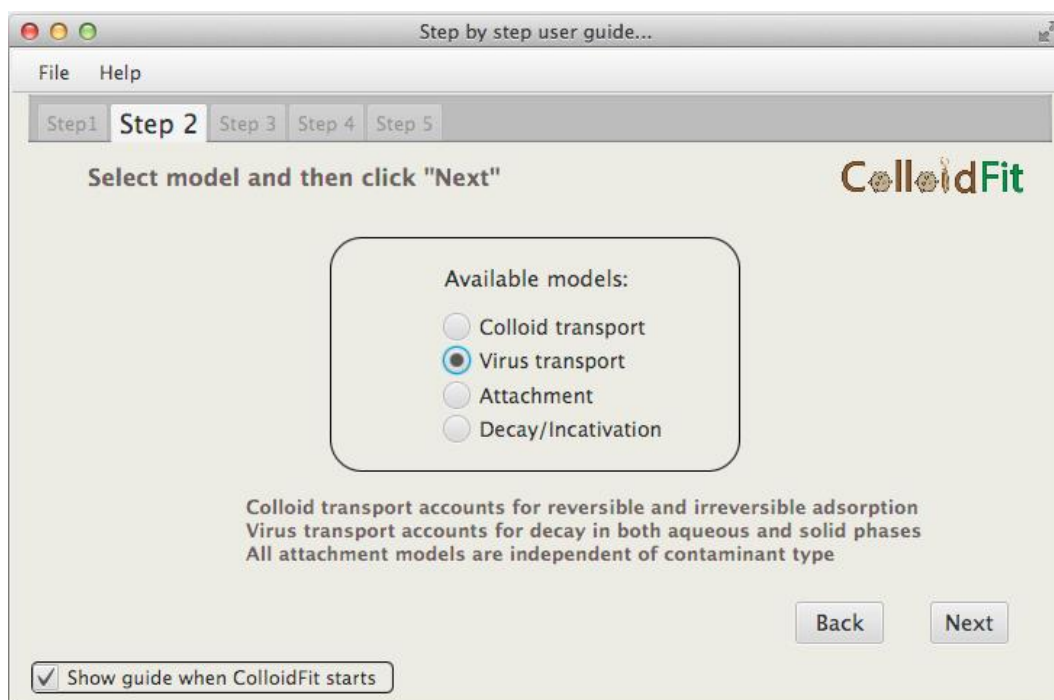 Step by step user guide...
File Help
Step1 Step 2 Step 3 Step 4 Step 5
Select model and then click "Next"
ColloidFit
Available models:
Colloid transport
Virus transport
Attachment
Decay/Incativation
Colloid transport accounts for reversible and irreversible adsorption
Virus transport accounts for decay in both aqueous and solid phases
All attachment models are independent of contaminant type
Back Next
Show guide when ColloidFit starts